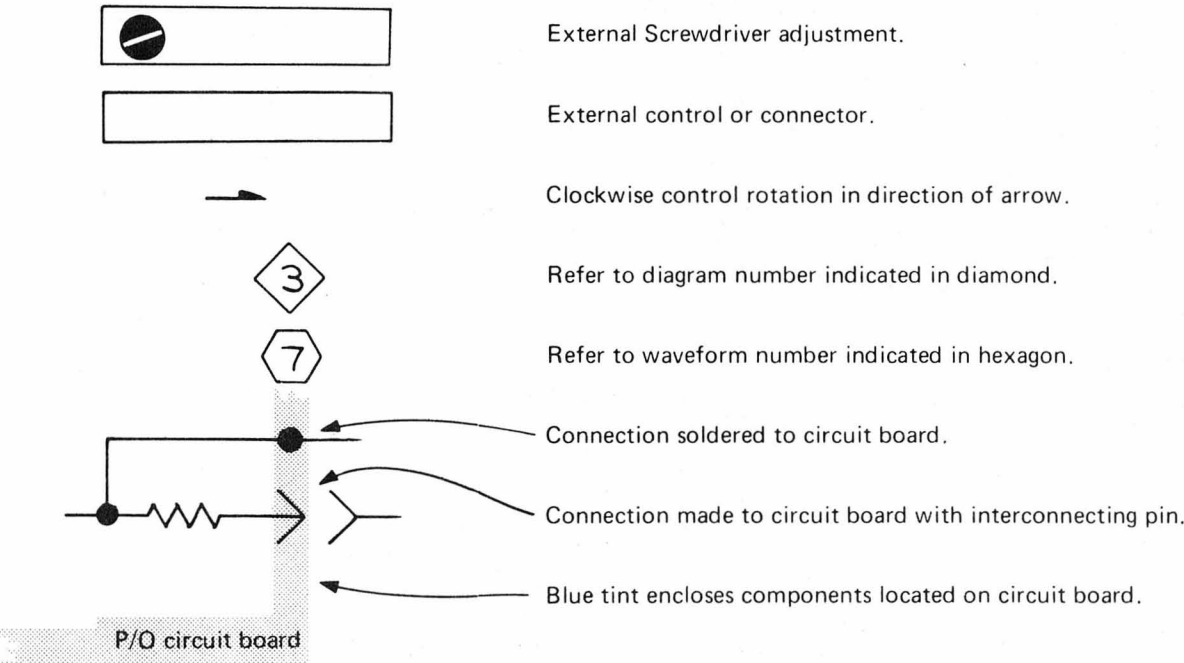 External Screwdriver adjustment.
External control or connector.
Clockwise control rotation in direction of arrow.
3
Refer to diagram number indicated in diamond.
7
Refer to waveform number indicated in hexagon.
Connection soldered to circuit board.
Connection made to circuit board with interconnecting pin.
Blue tint encloses components located on circuit board.
P/O circuit board